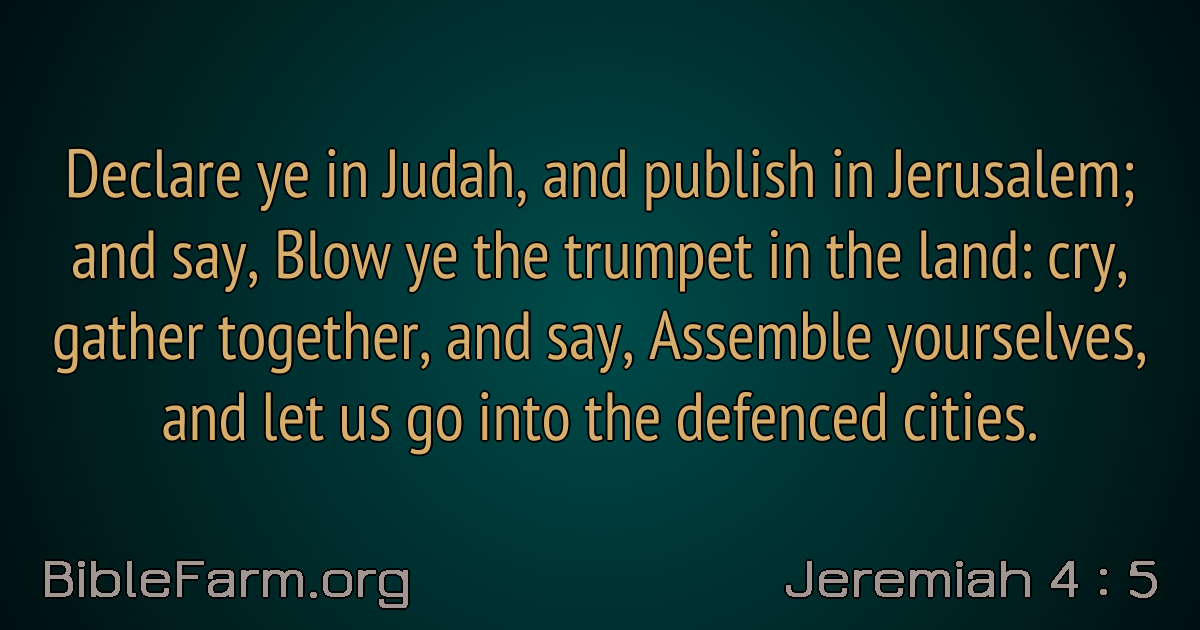 Declare ye in Judah, and publish in Jerusalem;
and say, Blow ye the trumpet in the land: cry,
gather together, and say, Assemble yourselves,
and let us go into the defenced cities.
BibleFarm.org
Jeremiah 4 : 5